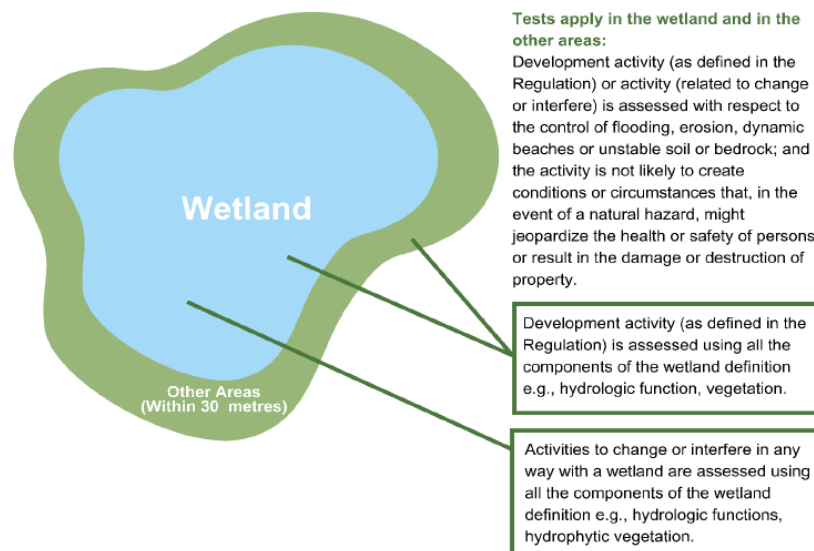 Tests apply in the wetland and in the
other areas:
Development activity (as defined in the
Regulation) or activity (related to change
or interfere) is assessed with respect to
the control of flooding, erosion, dynamic
beaches or unstable soil or bedrock; and
the activity is not likely to create
conditions or circumstances that, in the
event of a natural hazard, might
jeopardize the health or safety of persons
or result in the damage or destruction of
property.
Wetland
Other Areas
(Within 30 metres)
Development activity (as defined in the
Regulation) is assessed using all the
components of the wetland definition
e.g., hydrologic function, vegetation.
Activities to change or interfere in any
way with a wetland are assessed using
all the components of the wetland
definition e.g., hydrologic functions,
hydrophytic vegetation.